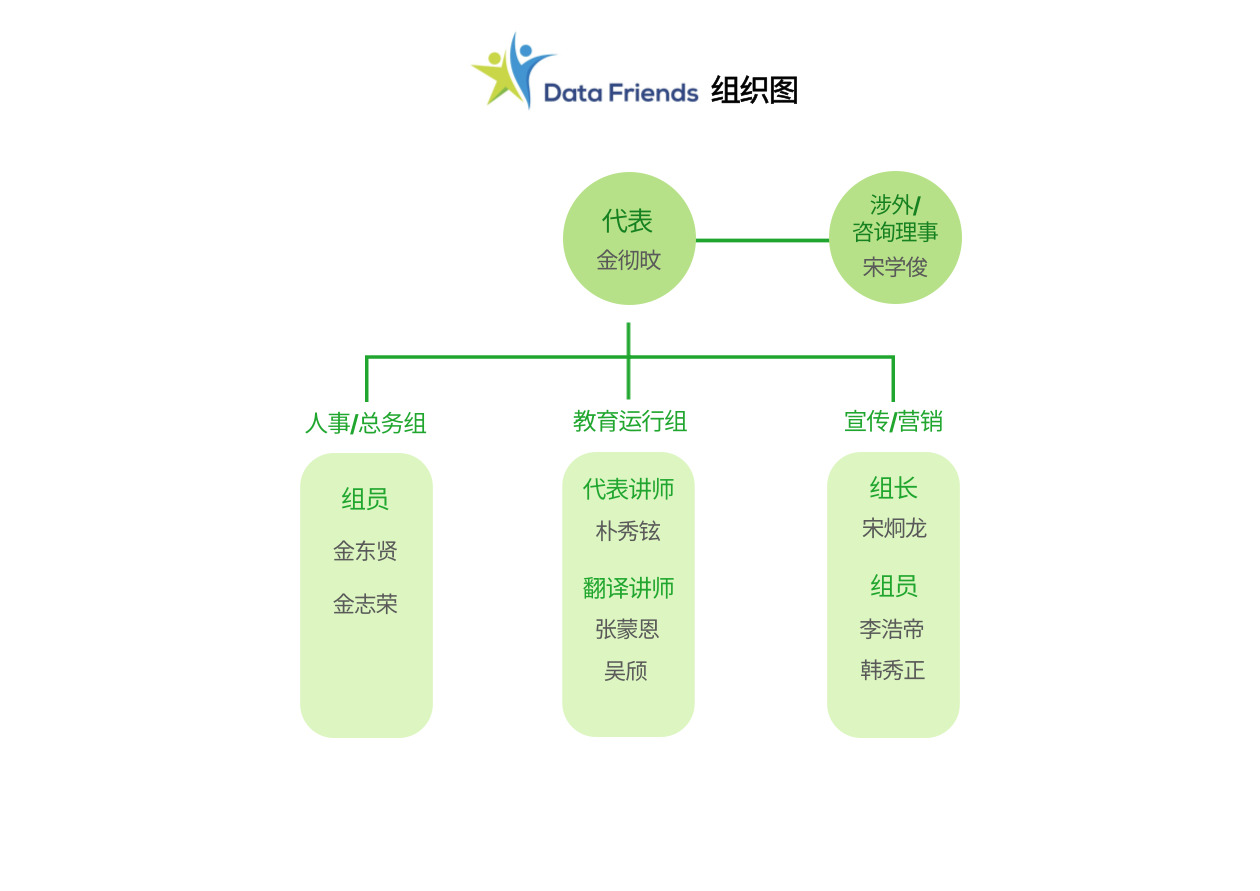 Data Friends 组织图
代表
金彻旼
涉外/
咨询理事
宋学俊
人事/总务组
组员
金东贤
金志荣
教育运行组
代表讲师
朴秀铉
翻译讲师
张蒙恩
吴颀
宣传/营销
组长
宋炯龙
组员
李浩帝
韩秀正